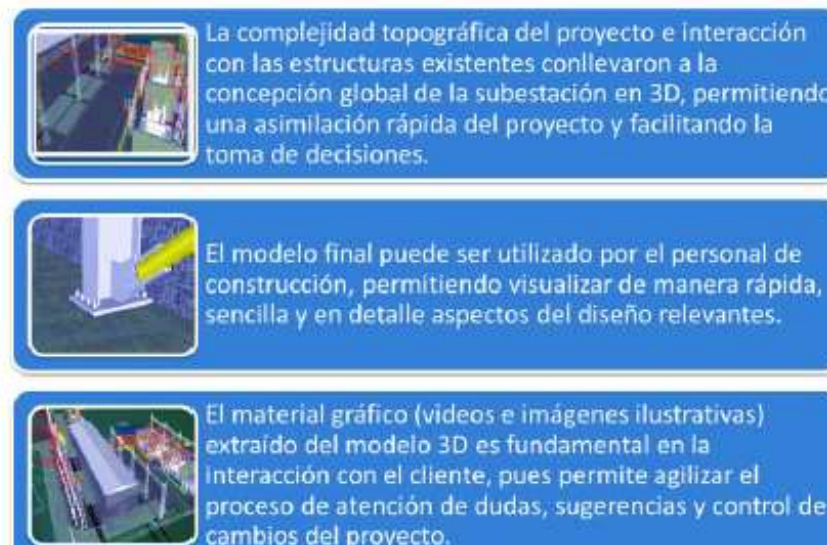 La complejidad topográfica del proyecto e interacción
con las estructuras existentes conllevaron a la
concepción global de la subestación en 3D, permitiendo
una asimilación rápida del proyecto y facilitando la
toma de decisiones.
El modelo final puede ser utilizado por el personal de
construcción, permitiendo visualizar de manera rápida,
sencilla y en detalle aspectos del diseño relevantes.
El material gráfico (videos e imágenes ilustrativas)
extraído del modelo 3D es fundamental en la
interacción con el cliente, pues permite agilizar el
proceso de atención de dudas, sugerencias y control de
cambios del proyecto.